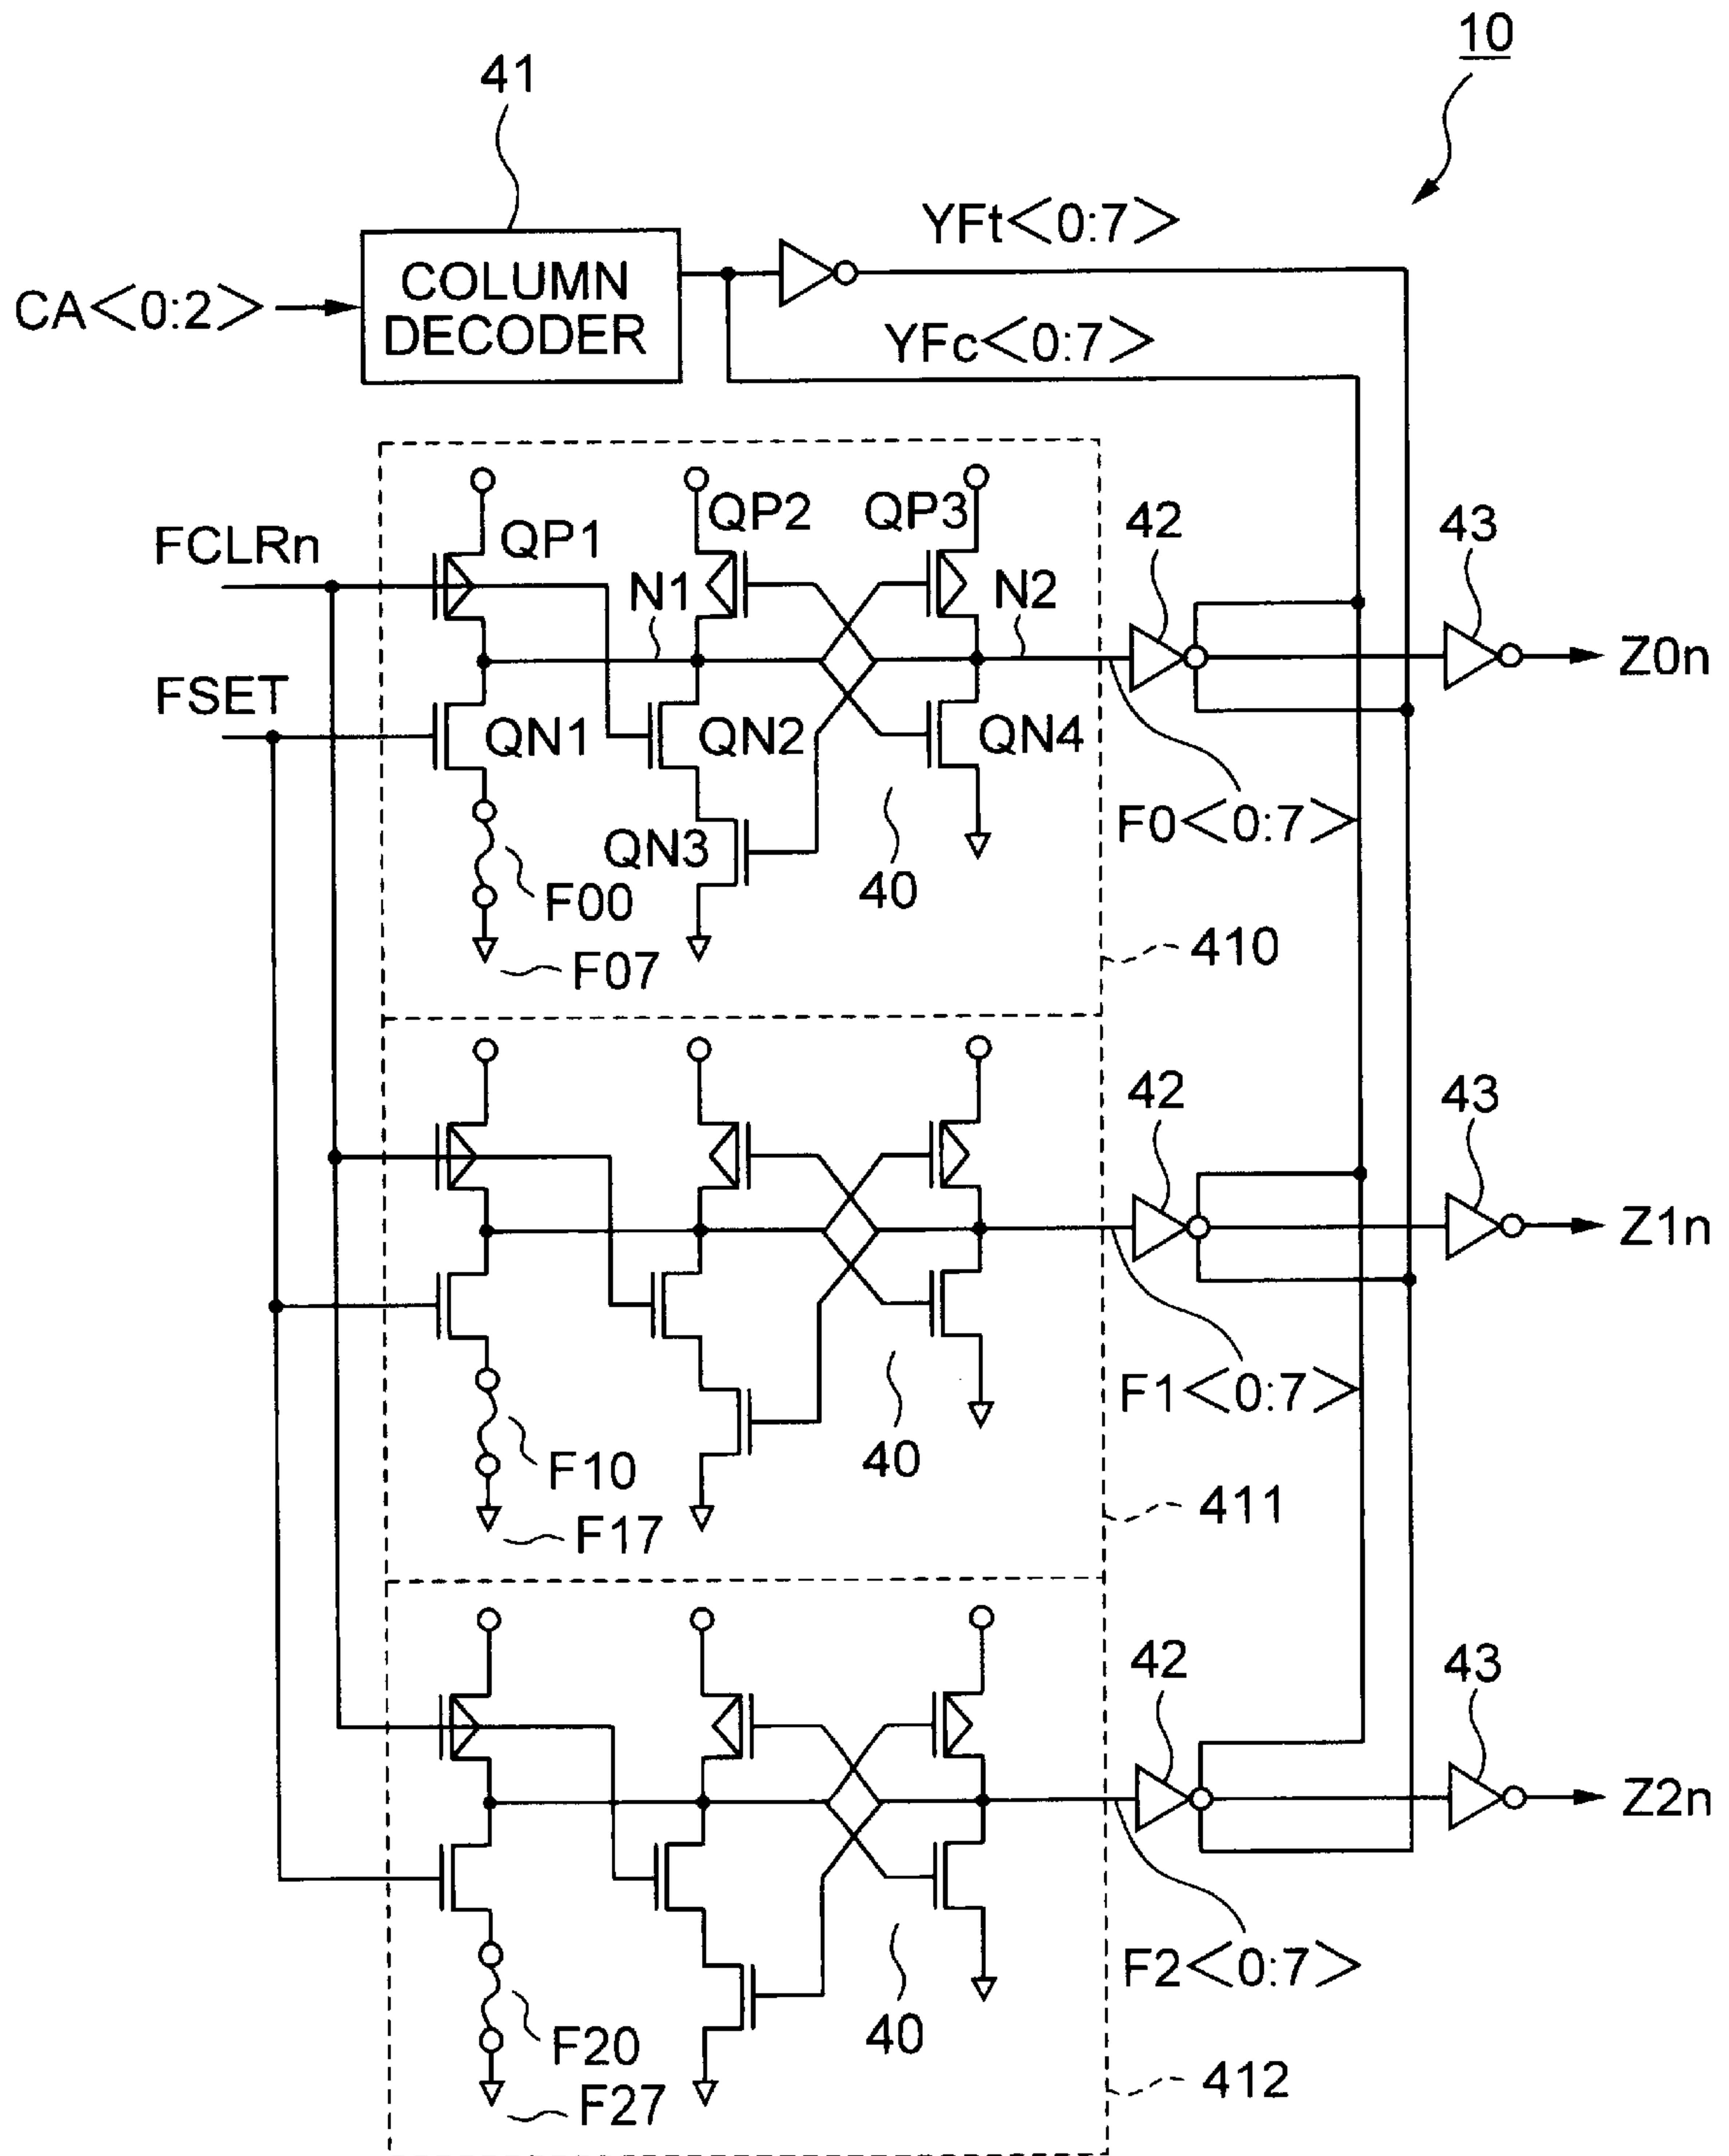 10
41
YFt<0:7>
CA<0:2>
COLUMN
DECODER
YFc<0:7>
FCLRn
QP1
QP2
QP3
42
43
N1
N2
Z0n
FSET
QN1
QN2
QN4
F0<0:7>
QN3
F00
40
F07
410
42
43
Z1n
F1<0:7>
F10
40
F17
411
42
43
Z2n
F2<0:7>
F20
40
F27
412